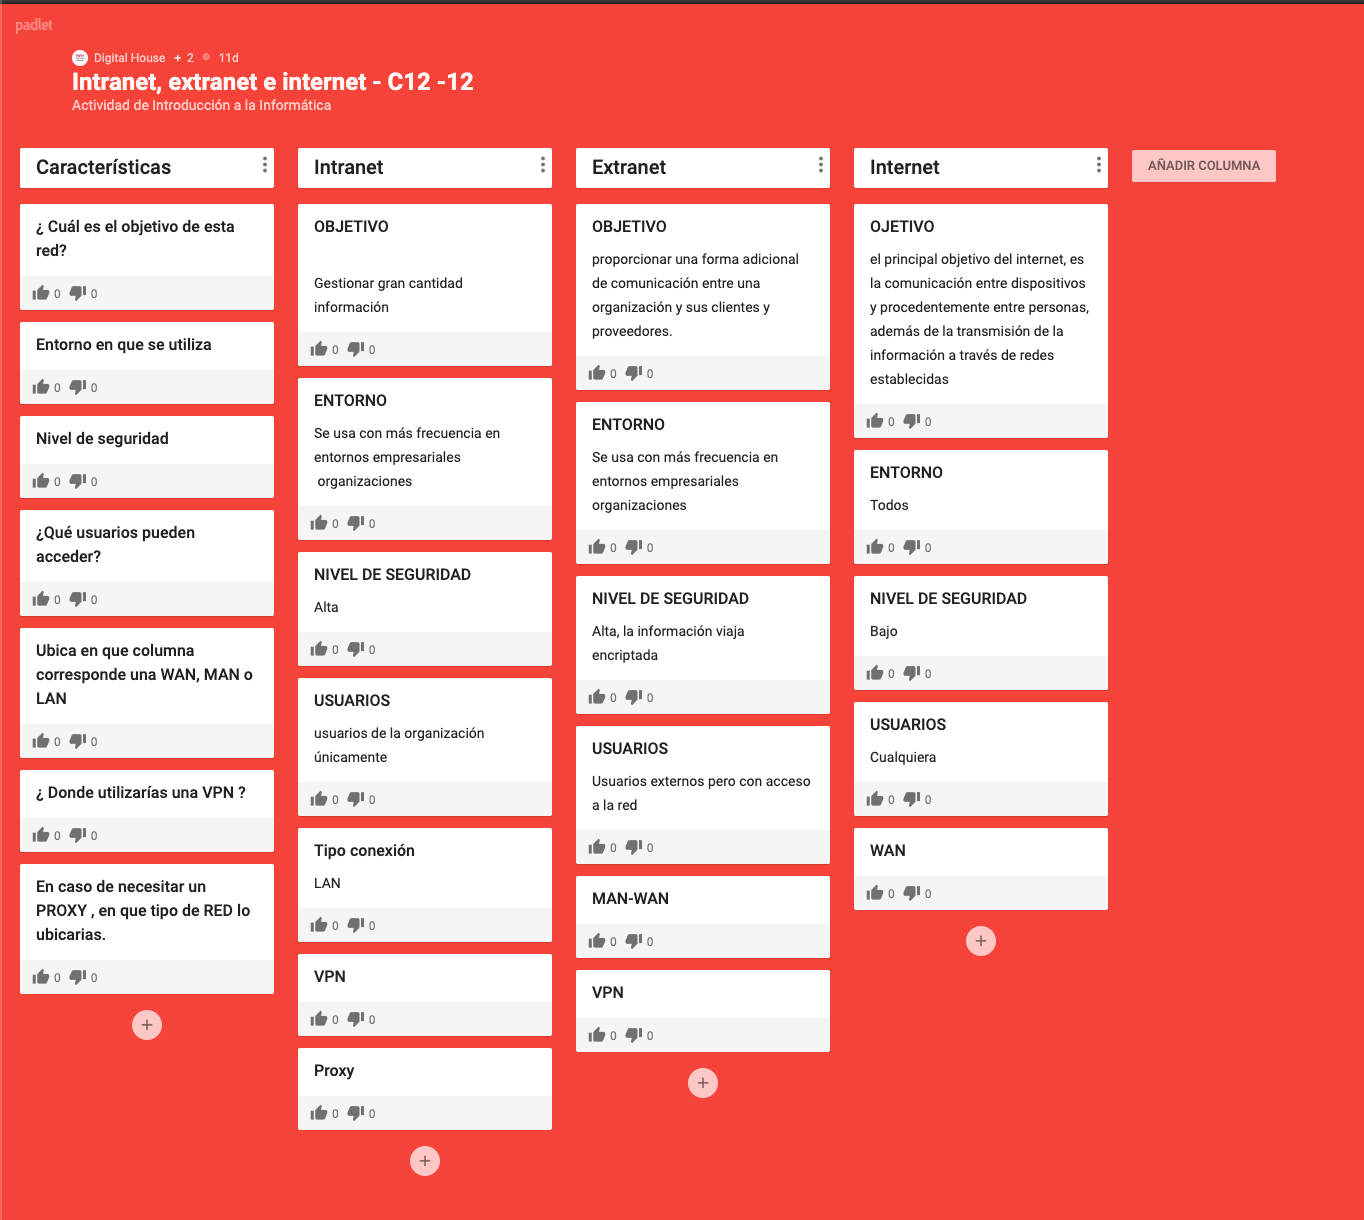 padlet
Digital House + 2 11d
Intranet, extranet e internet - C12 -12
Actividad de Introducción a la Informática
Características
¿ Cuál es el objetivo de esta
red?
0 0
Entorno en que se utiliza
0 0
Nivel de seguridad
0 0
¿Qué usuarios pueden
acceder?
0 0
Ubica en que columna
corresponde una WAN, MAN o
LAN
0 0
¿ Donde utilizarías una VPN ?
0 0
En caso de necesitar un
PROXY , en que tipo de RED lo
ubicarias.
0 0
+
Intranet
OBJETIVO
Gestionar gran cantidad
información
0 0
ENTORNO
Se usa con más frecuencia en
entornos empresariales
organizaciones
0 0
NIVEL DE SEGURIDAD
Alta
0 0
USUARIOS
usuarios de la organización
únicamente
0 0
Tipo conexión
LAN
0 0
VPN
0 0
Proxy
0 0
+
Extranet
OBJETIVO
proporcionar una forma adicional
de comunicación entre una
organización y sus clientes y
proveedores.
0 0
ENTORNO
Se usa con más frecuencia en
entornos empresariales
organizaciones
0 0
NIVEL DE SEGURIDAD
Alta, la información viaja
encriptada
0 0
USUARIOS
Usuarios externos pero con acceso
a la red
0 0
MAN-WAN
0 0
VPN
0 0
+
Internet
OJETIVO
el principal objetivo del internet, es
la comunicación entre dispositivos
y procedentemente entre personas,
además de la transmisión de la
información a través de redes
establecidas
0 0
ENTORNO
Todos
0 0
NIVEL DE SEGURIDAD
Bajo
0 0
USUARIOS
Cualquiera
0 0
WAN
0 0
+
AÑADIR COLUMNA